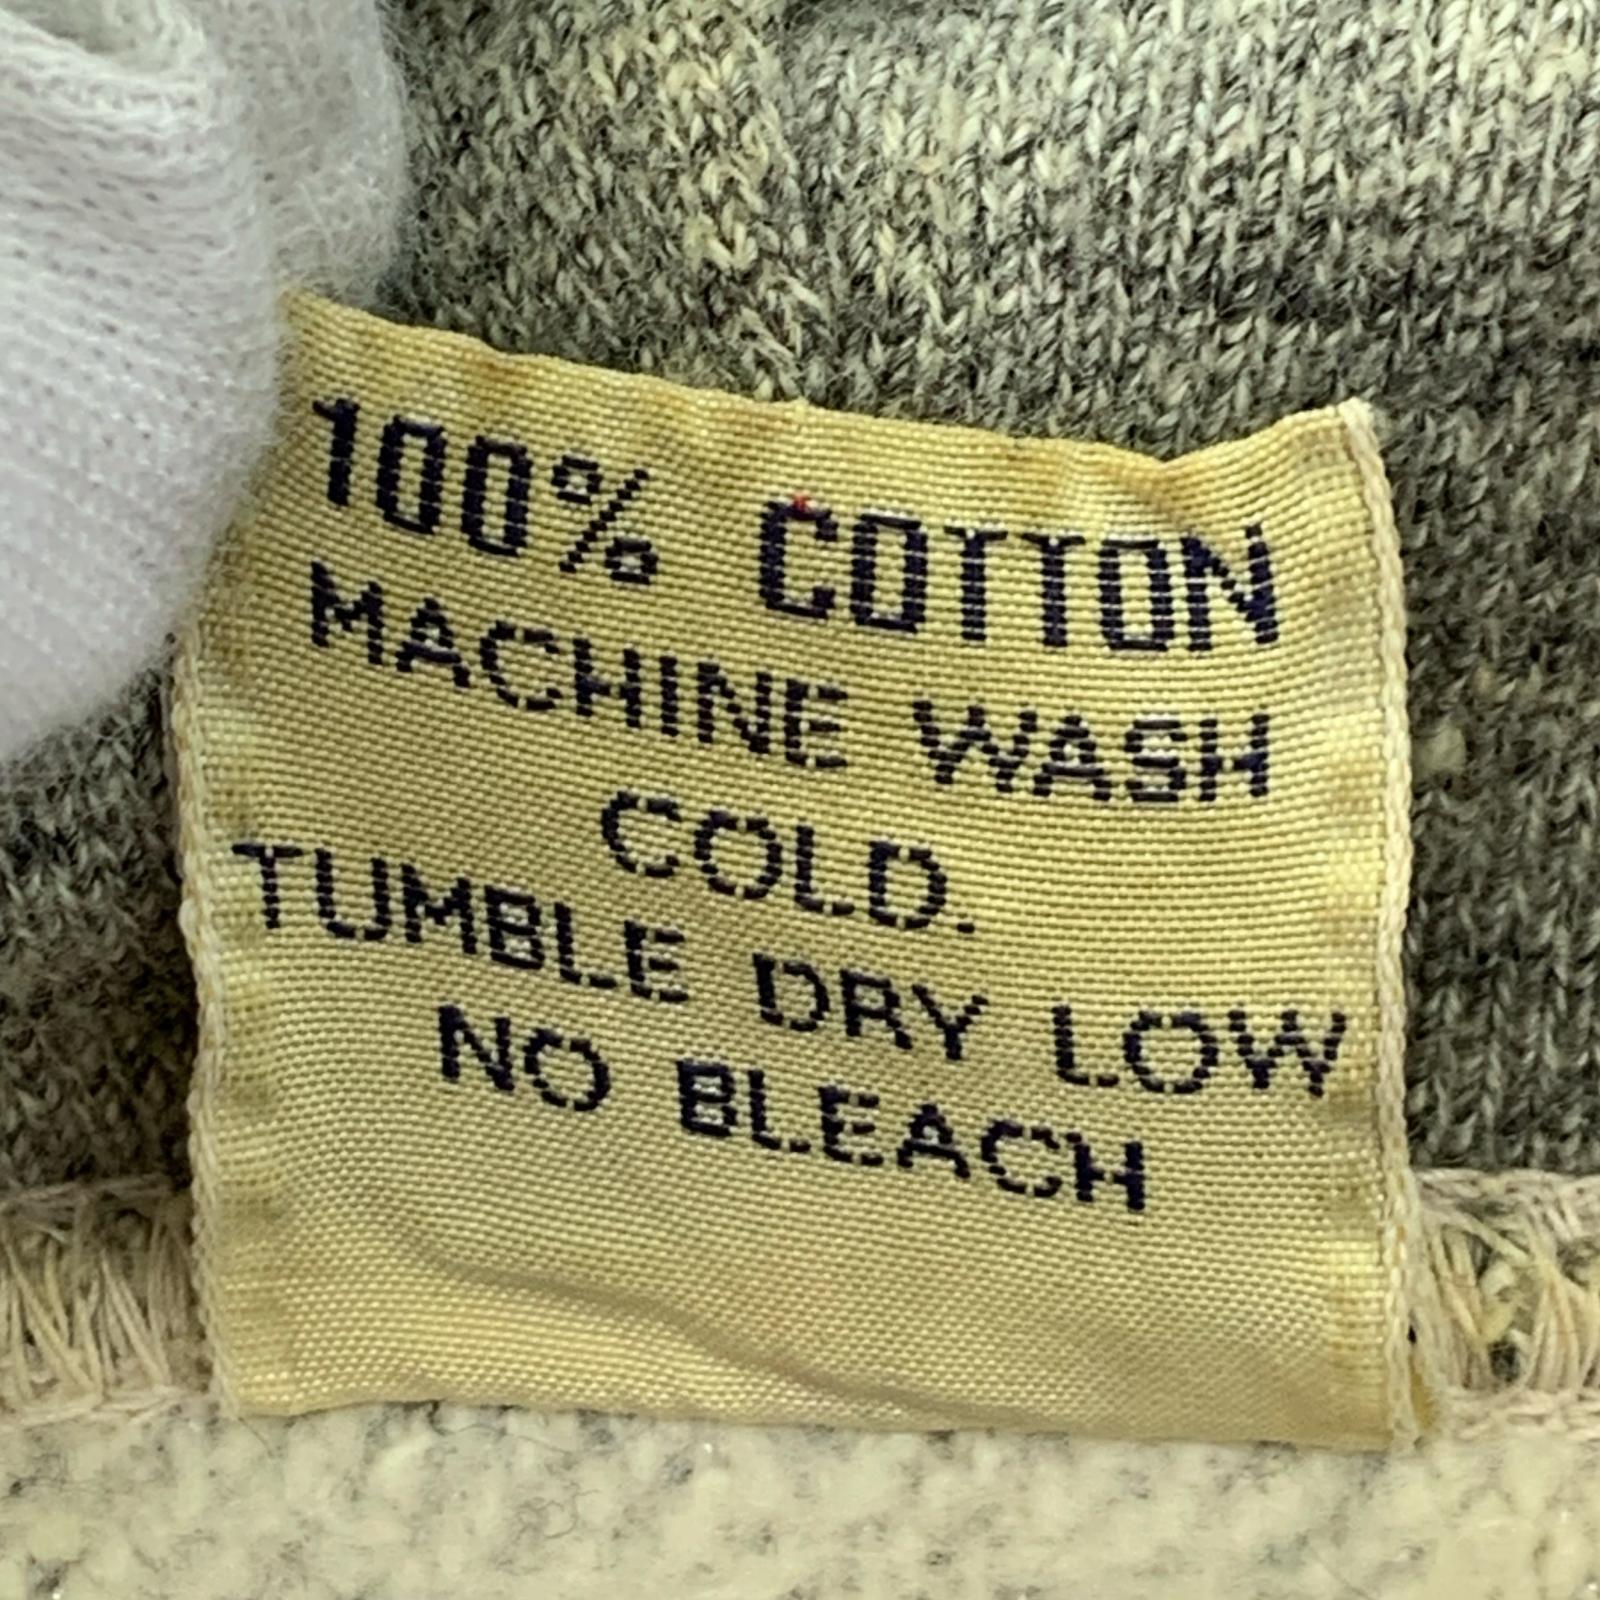 100% COTTON
MACHINE WASH
COLD.
TUMBLE DRY LOW
NO BLEACH